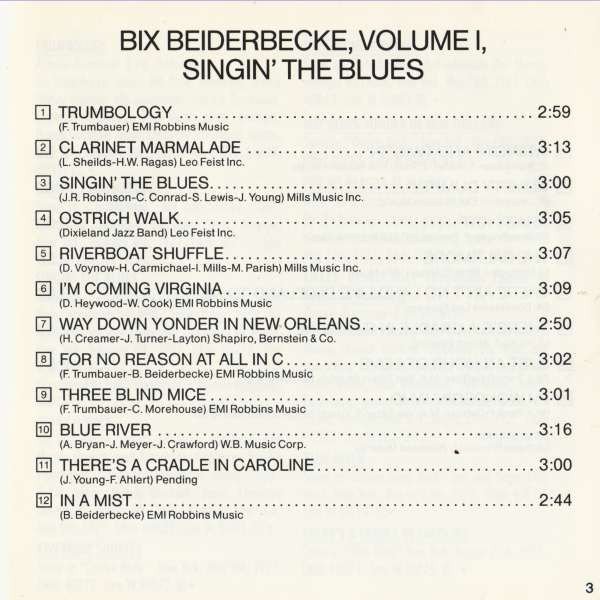 BIX BEIDERBECKE, VOLUME I,
SINGIN' THE BLUES
1 TRUMBOLOGY 2:59
(F. Trumbauer) EMI Robbins Music
2 CLARINET MARMALADE 3:13
(L. Sheilds-H.W. Ragas) Leo Feist Inc.
3 SINGIN' THE BLUES 3:00
(J.R. Robinson-C. Conrad-S. Lewis-J. Young) Mills Music Inc.
4 OSTRICH WALK 3:05
(Dixieland Jazz Band) Leo Feist Inc.
5 RIVERBOAT SHUFFLE 3:07
(D. Voynow-H. Carmichael-I. Mills-M. Parish) Mills Music Inc.
6 I'M COMING VIRGINIA 3:09
(D. Heywood-W. Cook) EMI Robbins Music
7 WAY DOWN YONDER IN NEW ORLEANS 2:50
(H. Creamer-J. Turner-Layton) Shapiro, Bernstein & Co.
8 FOR NO REASON AT ALL IN C 3:02
(F. Trumbauer-B. Beiderbecke) EMI Robbins Music
9 THREE BLIND MICE 3:01
(F. Trumbauer-C. Morehouse) EMI Robbins Music
10 BLUE RIVER 3:16
(A. Bryan-J. Meyer-J. Crawford) W.B. Music Corp.
11 THERE'S A CRADLE IN CAROLINE 3:00
(J. Young-F. Ahlert) Pending
12 IN A MIST 2:44
(B. Beiderbecke) EMI Robbins Music
3